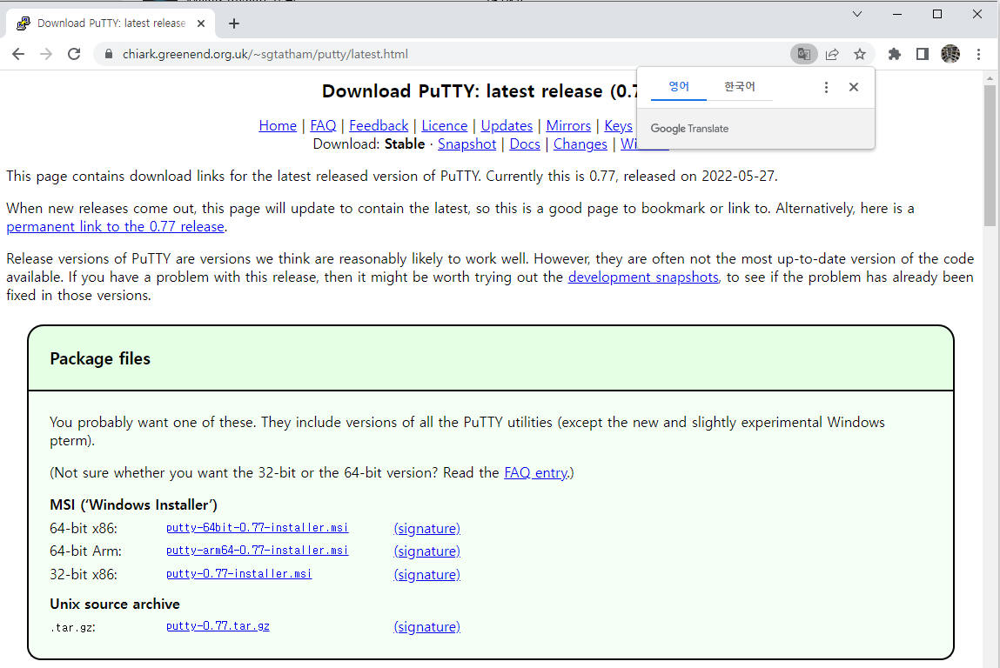 Download PuTTY: latest release
chiark.greenend.org.uk/~sgtatham/putty/latest.html
영어 한국어
Google Translate
Download PuTTY: latest release (0.7
Home | FAQ | Feedback | Licence | Updates | Mirrors | Keys
Download: Stable · Snapshot | Docs | Changes |
This page contains download links for the latest released version of PuTTY. Currently this is 0.77, released on 2022-05-27.
When new releases come out, this page will update to contain the latest, so this is a good page to bookmark or link to. Alternatively, here is a
permanent link to the 0.77 release.
Release versions of PuTTY are versions we think are reasonably likely to work well. However, they are often not the most up-to-date version of the code
available. If you have a problem with this release, then it might be worth trying out the development snapshots, to see if the problem has already been
fixed in those versions.
Package files
You probably want one of these. They include versions of all the PuTTY utilities (except the new and slightly experimental Windows
pterm).
(Not sure whether you want the 32-bit or the 64-bit version? Read the FAQ entry.)
MSI (‘Windows Installer’)
64-bit x86: putty-64bit-0.77-installer.msi (signature)
64-bit Arm: putty-arm64-0.77-installer.msi (signature)
32-bit x86: putty-0.77-installer.msi (signature)
Unix source archive
.tar.gz: putty-0.77.tar.gz (signature)